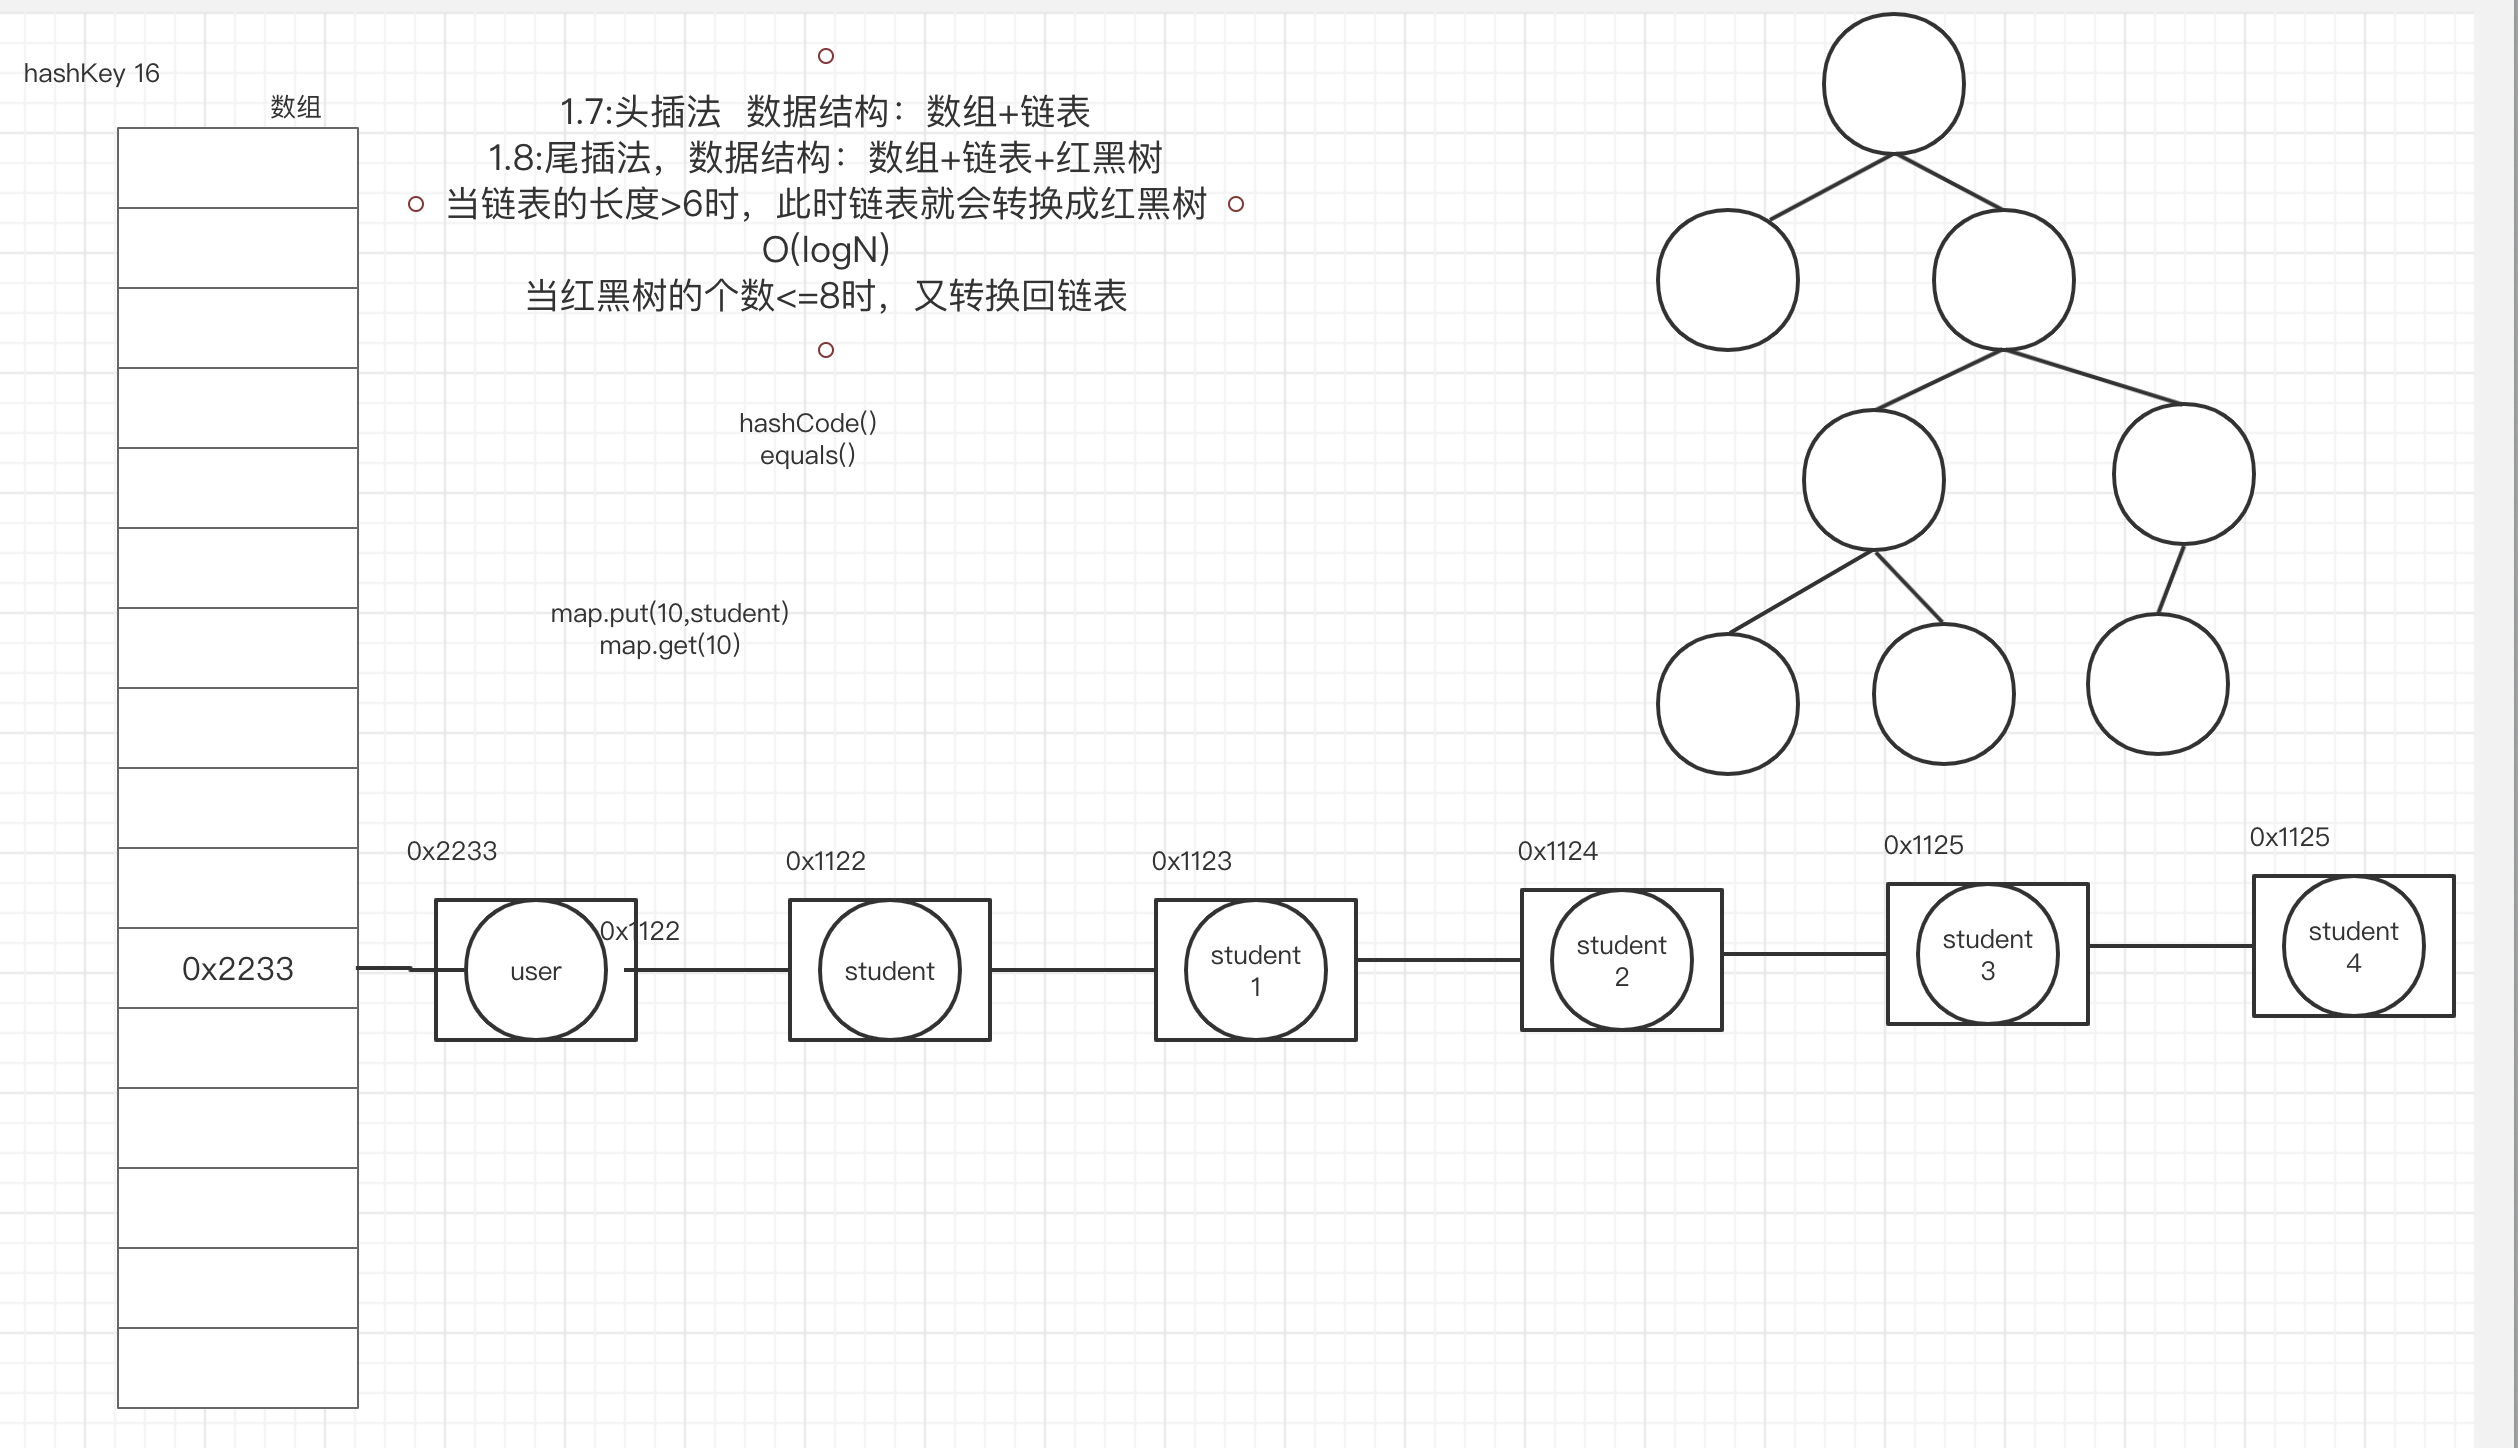 hashKey 16
数组
1.7:头插法  数据结构：数组+链表
1.8:尾插法，数据结构：数组+链表+红黑树
当链表的长度>6时，此时链表就会转换成红黑树
O(logN)
当红黑树的个数<=8时，又转换回链表
hashCode()
equals()
map.put(10,student)
map.get(10)
0x2233
0x1122
0x1123
0x1124
0x1125
0x1125
0x2233
user
0x1122
student
student
1
student
2
student
3
student
4